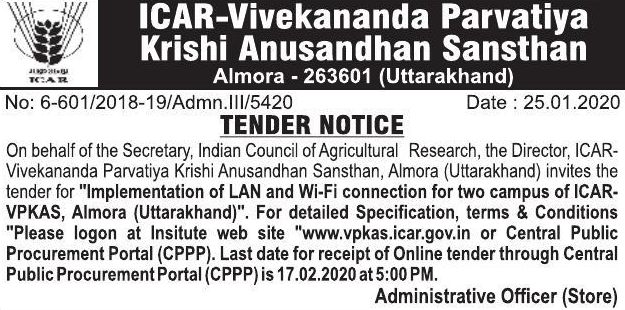 ICAR-Vivekananda Parvatiya
Krishi Anusandhan Sansthan
Almora - 263601 (Uttarakhand)
ICAR
No: 6-601/2018-19/Admn.III/5420 Date : 25.01.2020
TENDER NOTICE
On behalf of the Secretary, Indian Council of Agricultural Research, the Director, ICAR-
Vivekananda Parvatiya Krishi Anusandhan Sansthan, Almora (Uttarakhand) invites the
tender for "Implementation of LAN and Wi-Fi connection for two campus of ICAR-
VPKAS, Almora (Uttarakhand)". For detailed Specification, terms & Conditions
"Please logon at Insitute web site "www.vpkas.icar.gov.in or Central Public
Procurement Portal (CPPP). Last date for receipt of Online tender through Central
Public Procurement Portal (CPPP) is 17.02.2020 at 5:00 PM.
Administrative Officer (Store)